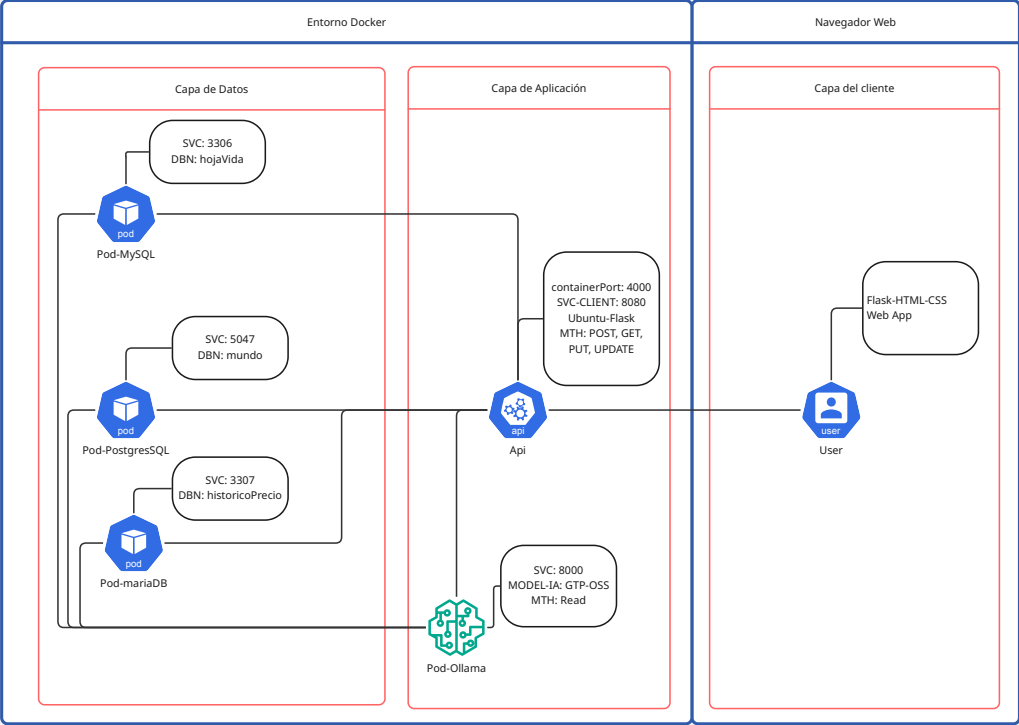 Entorno Docker
Navegador Web
Capa de Datos
Capa de Aplicación
Capa del cliente
SVC: 3306
DBN: hojaVida
pod
Pod-MySQL
SVC: 5047
DBN: mundo
pod
Pod-PostgresSQL
SVC: 3307
DBN: historicoPrecio
pod
Pod-mariaDB
containerPort: 4000
SVC-CLIENT: 8080
Ubuntu-Flask
MTH: POST, GET,
PUT, UPDATE
api
Api
SVC: 8000
MODEL-IA: GTP-OSS
MTH: Read
Pod-Ollama
Flask-HTML-CSS
Web App
user
User